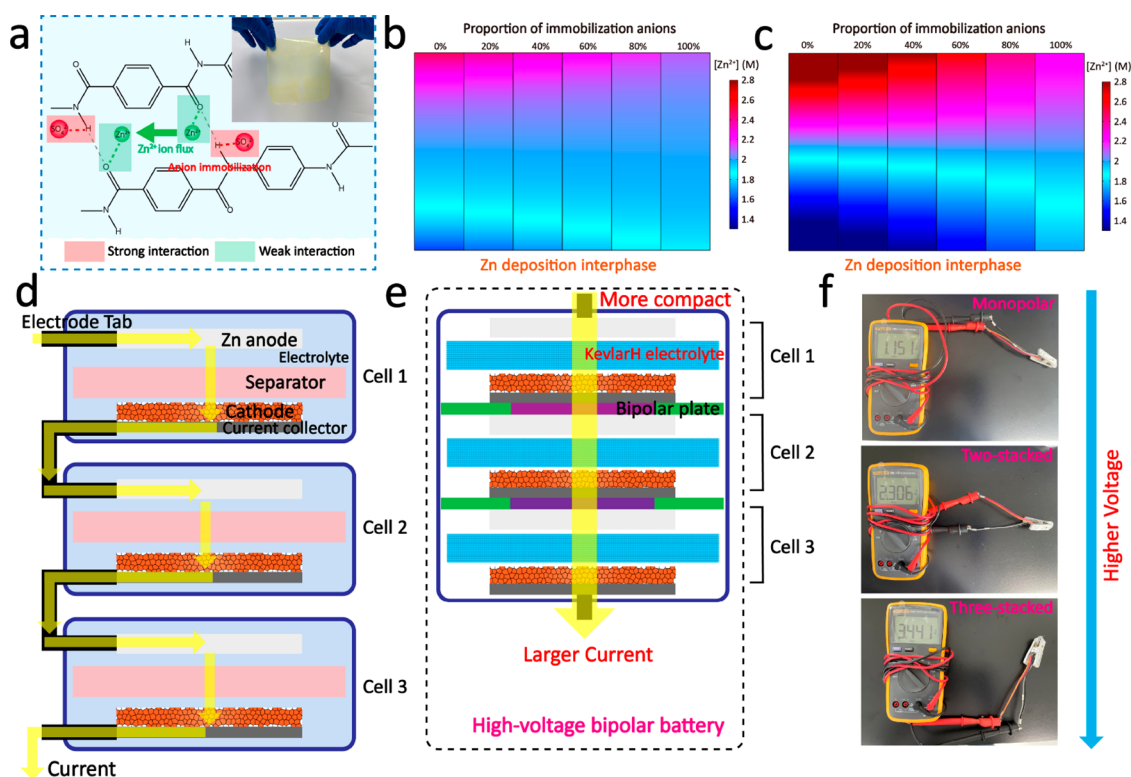 a
N
H
O
O
N
H
SO₄
Zn²⁺
Zn²⁺
Zn²⁺ ion flux
H
SO₄
Anion immobilization
O
N
H
O
O
N
H
Strong interaction
Weak interaction
b
Proportion of immobilization anions
0% 20% 40% 60% 80% 100%
[Zn²⁺] (M)
2.8
2.6
2.4
2.2
2
1.8
1.6
1.4
Zn deposition interphase
c
Proportion of immobilization anions
0% 20% 40% 60% 80% 100%
[Zn²⁺] (M)
2.8
2.6
2.4
2.2
2
1.8
1.6
1.4
Zn deposition interphase
d
Electrode Tab
Zn anode
Electrolyte
Separator
Cathode
Current collector
Cell 1
Cell 2
Cell 3
Current
e
More compact
KevlarH electrolyte
Bipolar plate
Cell 1
Cell 2
Cell 3
Larger Current
High-voltage bipolar battery
f
Monopolar
1.151
Two-stacked
2.306
Three-stacked
3.441
Higher Voltage